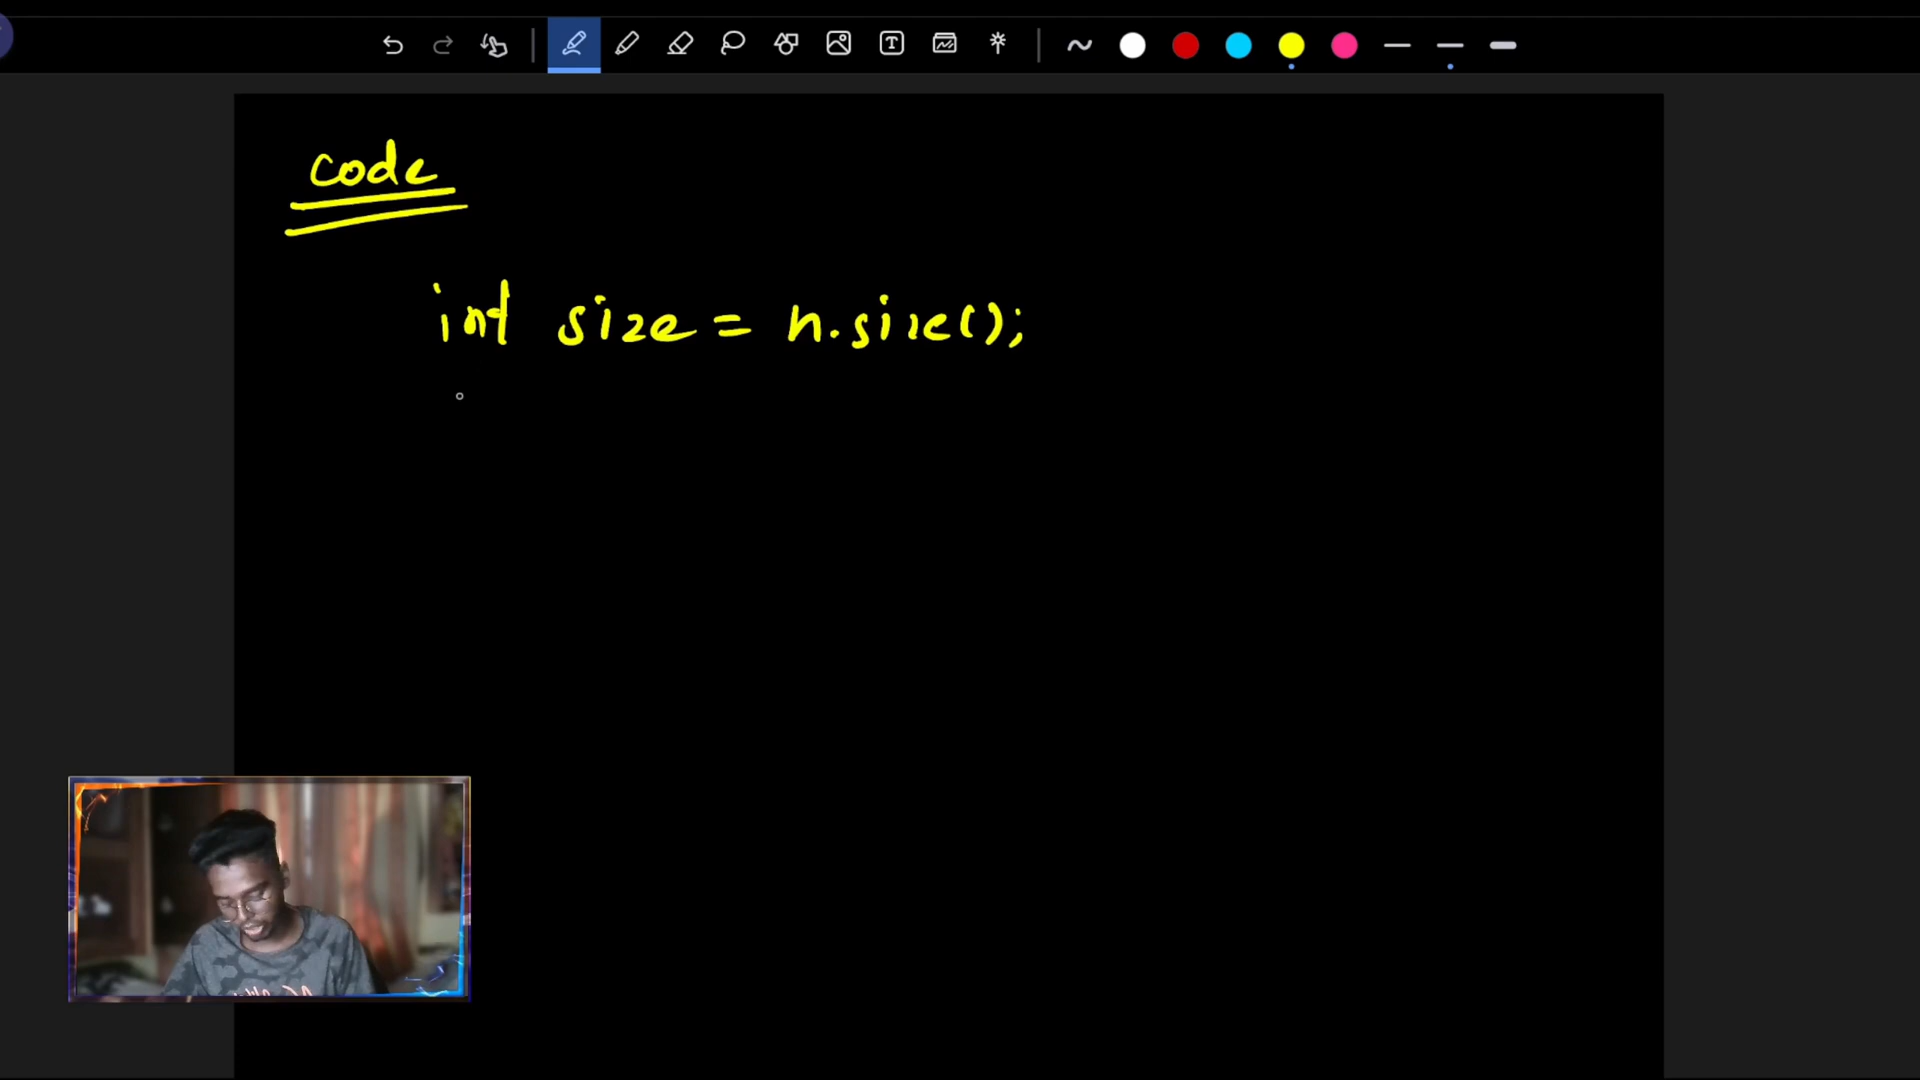 code
int size = n.size();